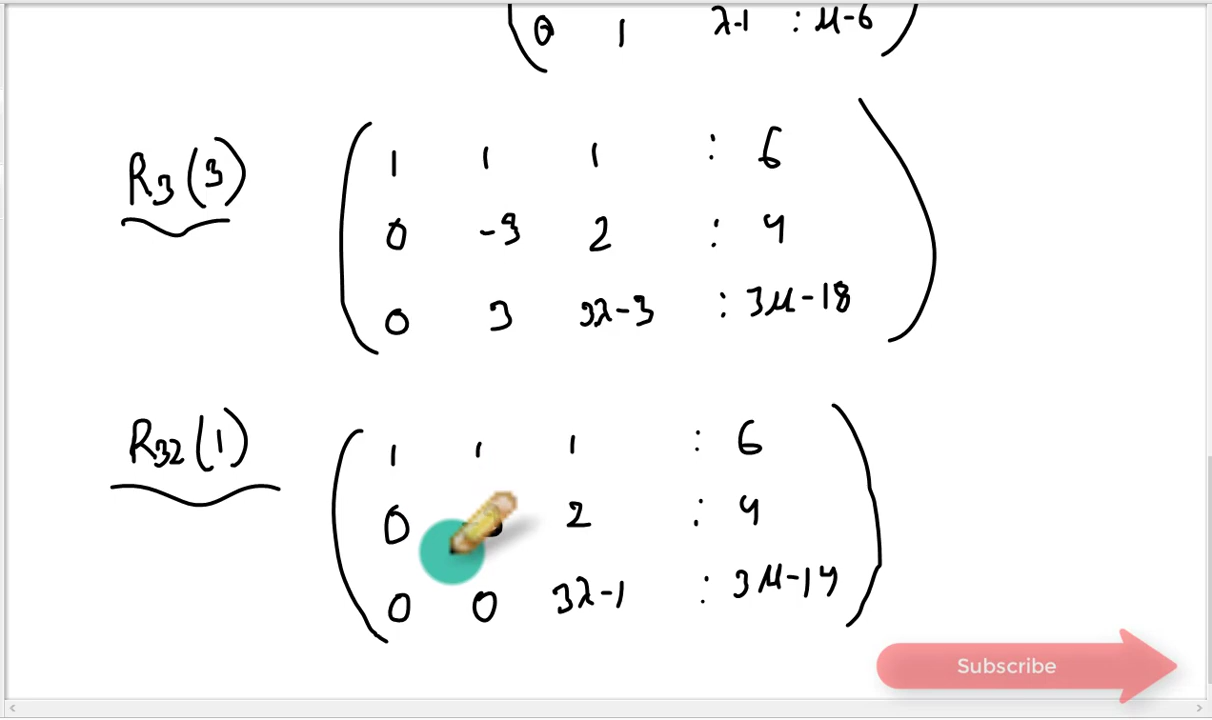 0 1 λ-1 : μ-6
R3(3)
1 1 1 : 6
0 -3 2 : 4
0 3 3λ-3 : 3μ-18
R32(1)
1 1 1 : 6
0 2 : 4
0 0 3λ-1 : 3μ-14
Subscribe